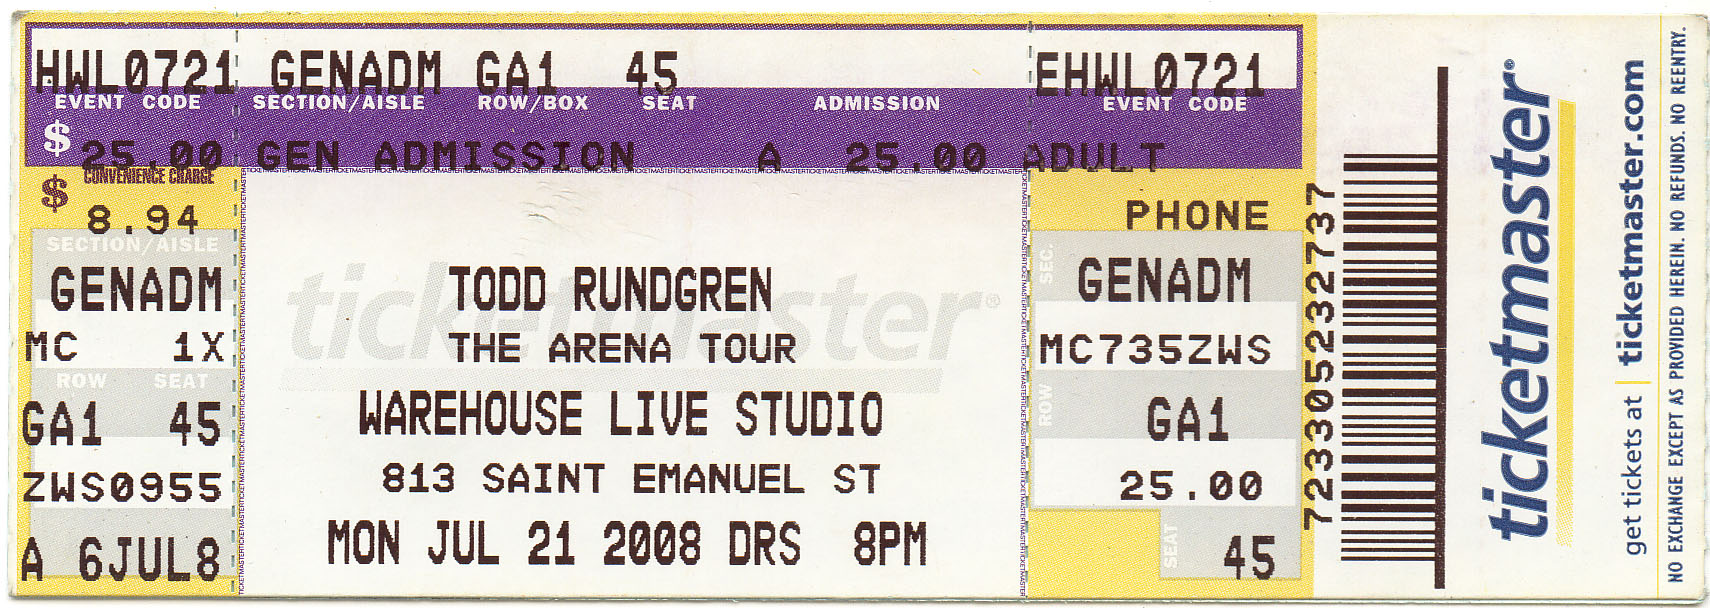 HWL0721 GENADM GA1 45 EHWL0721
EVENT CODE SECTION/AISLE ROW/BOX SEAT ADMISSION EVENT CODE
$ 25.00 GEN ADMISSION A 25.00 ADULT
CONVENIENCE CHARGE
$ 8.94
SECTION/AISLE
GENADM
MC 1X
ROW SEAT
GA1 45
ZWS0955
A 6JUL8
ticketmaster®
TODD RUNDGREN
THE ARENA TOUR
WAREHOUSE LIVE STUDIO
813 SAINT EMANUEL ST
MON JUL 21 2008 DRS 8PM
PHONE
SEC.
GENADM
MC735ZWS
ROW
GA1
25.00
SEAT
45
723305232737
ticketmaster®
get tickets at | ticketmaster.com
NO EXCHANGE EXCEPT AS PROVIDED HEREIN. NO REFUNDS. NO REENTRY.